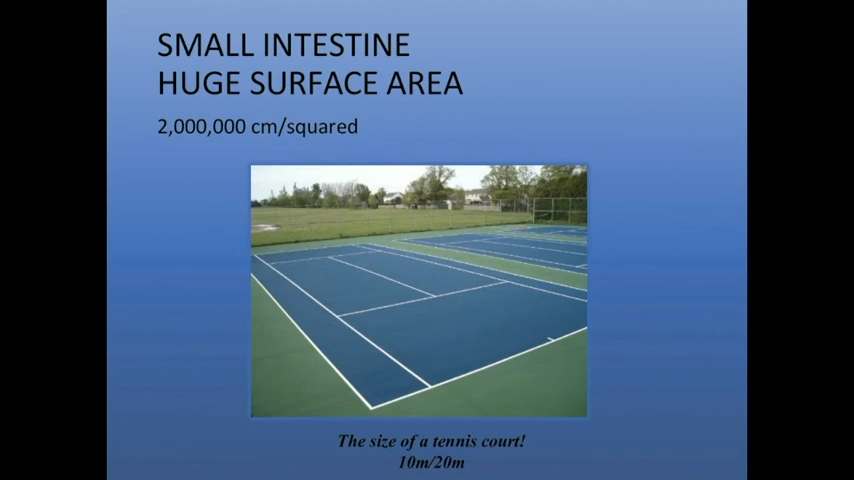 SMALL INTESTINE
HUGE SURFACE AREA
2,000,000 cm/squared
The size of a tennis court!
10m/20m